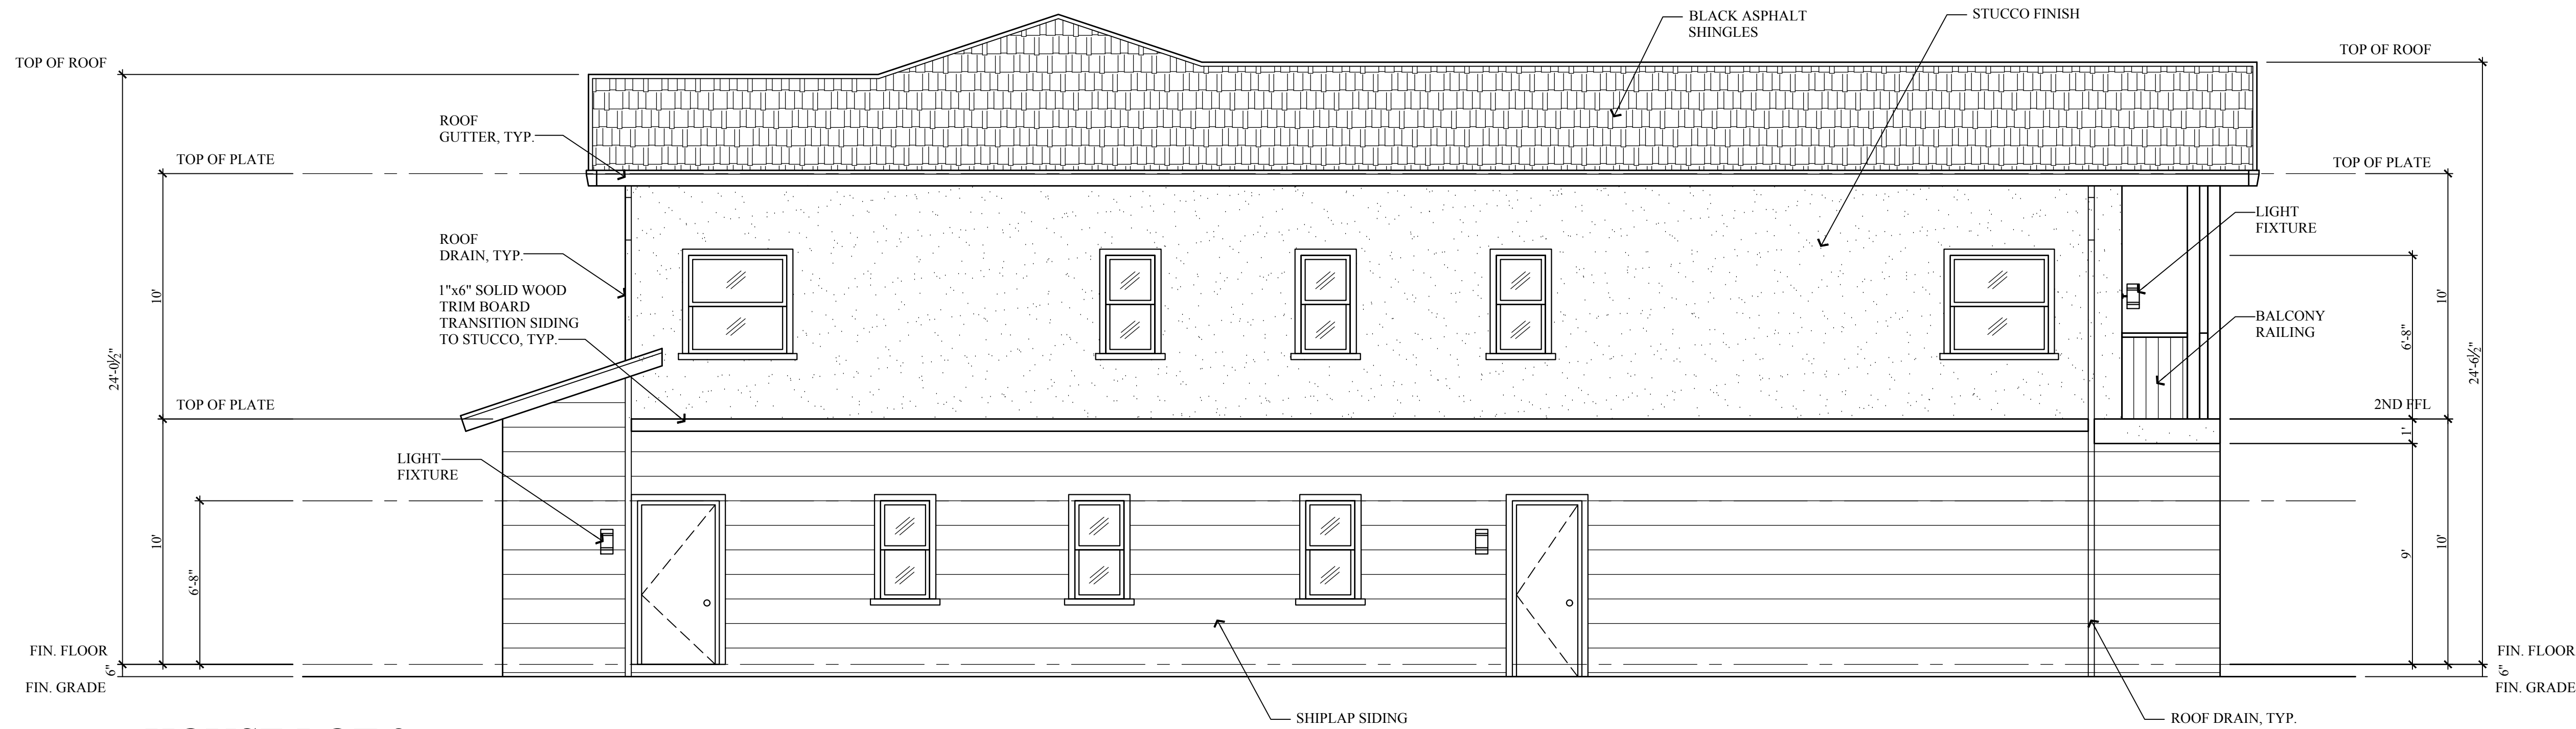 BLACK ASPHALT
SHINGLES
STUCCO FINISH
TOP OF ROOF
TOP OF ROOF
ROOF
GUTTER, TYP.
TOP OF PLATE
TOP OF PLATE
LIGHT
FIXTURE
ROOF
DRAIN, TYP.
1"x6" SOLID WOOD
TRIM BOARD
TRANSITION SIDING
TO STUCCO, TYP.
10'
10'
BALCONY
RAILING
6'-8"
24'-0½"
24'-6½"
TOP OF PLATE
2ND FFL
1'
LIGHT
FIXTURE
10'
9'
10'
6'-8"
FIN. FLOOR
FIN. FLOOR
6"
6"
FIN. GRADE
FIN. GRADE
SHIPLAP SIDING
ROOF DRAIN, TYP.